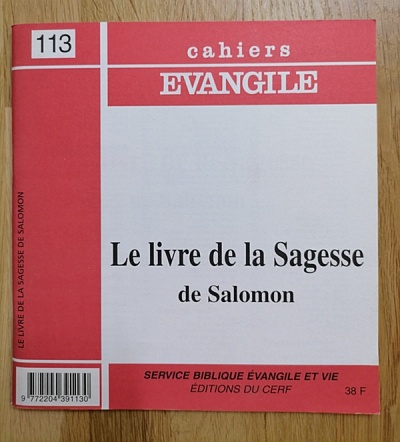 113
cahiers
EVANGILE
LE LIVRE DE LA SAGESSE DE SALOMON
Le livre de la Sagesse
de Salomon
SERVICE BIBLIQUE ÉVANGILE ET VIE
ÉDITIONS DU CERF
38 F
9 772204 391130